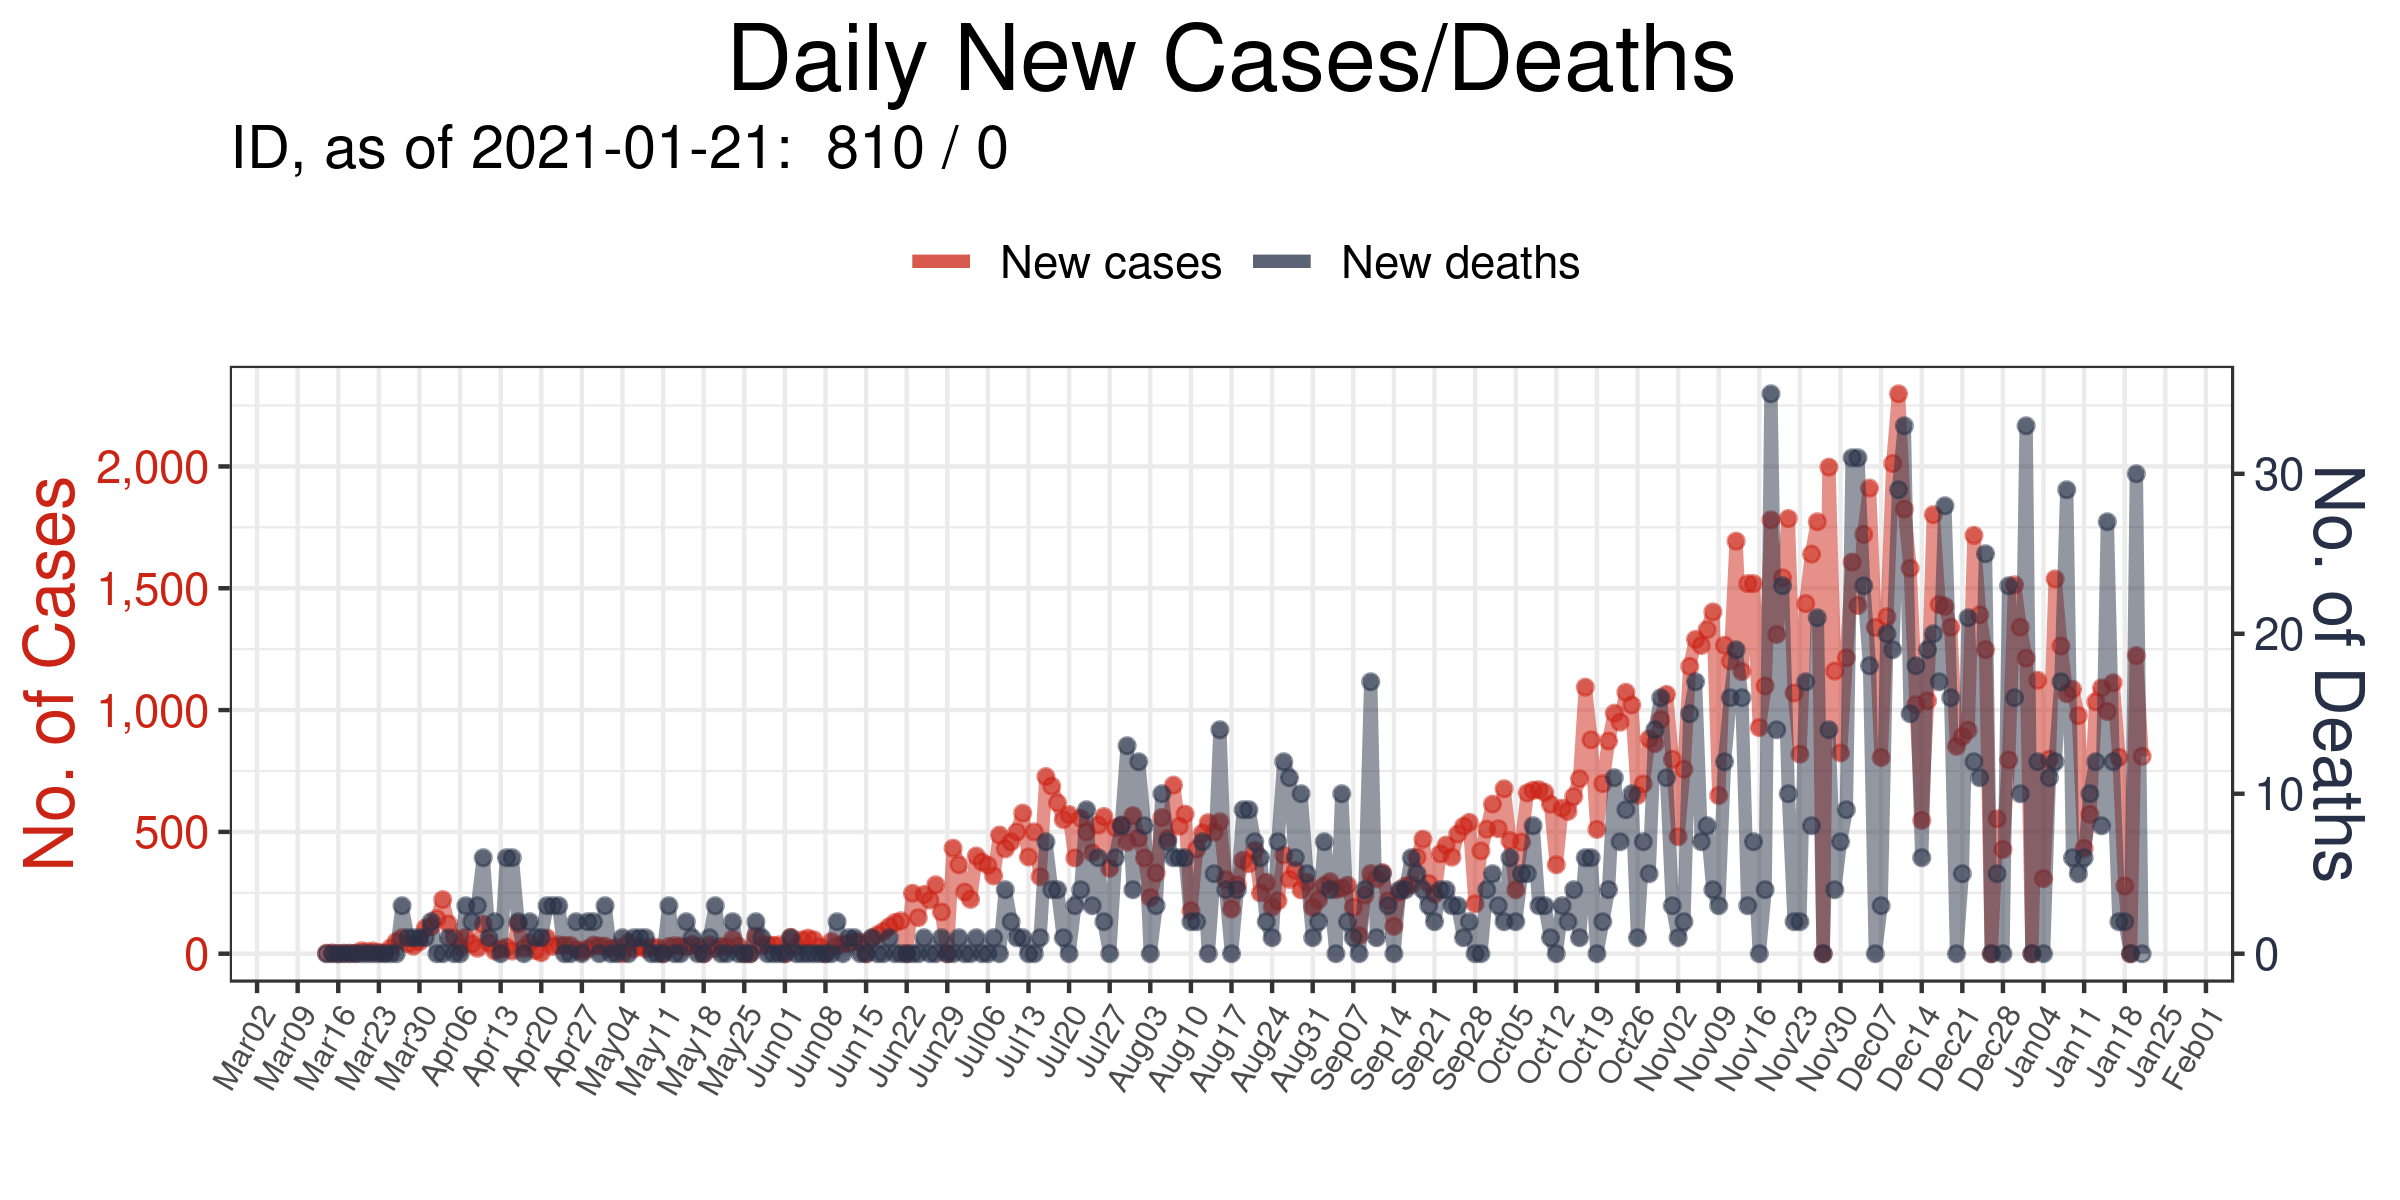 Daily New Cases/Deaths
ID, as of 2021-01-21:  810 / 0
New cases New deaths
No. of Cases
2,000
1,500
1,000
500
0
30
20
10
0
No. of Deaths
Mar02 Mar09 Mar16 Mar23 Mar30 Apr06 Apr13 Apr20 Apr27 May04 May11 May18 May25 Jun01 Jun08 Jun15 Jun22 Jun29 Jul06 Jul13 Jul20 Jul27 Aug03 Aug10 Aug17 Aug24 Aug31 Sep07 Sep14 Sep21 Sep28 Oct05 Oct12 Oct19 Oct26 Nov02 Nov09 Nov16 Nov23 Nov30 Dec07 Dec14 Dec21 Dec28 Jan04 Jan11 Jan18 Jan25 Feb01